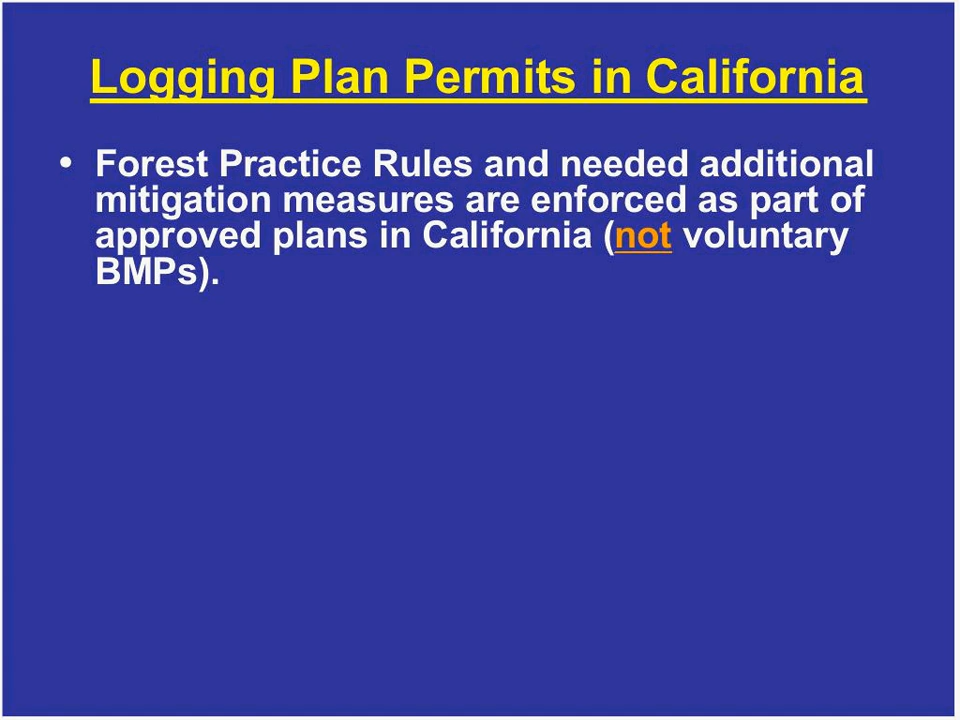 Logging Plan Permits in California
• Forest Practice Rules and needed additional
mitigation measures are enforced as part of
approved plans in California (not voluntary
BMPs).